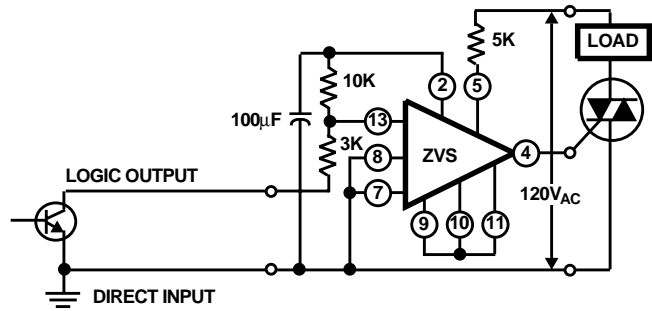 5K
LOAD
10K
2
5
100µF
13
3K
8
ZVS
4
LOGIC OUTPUT
7
120VAC
9
10
11
DIRECT INPUT